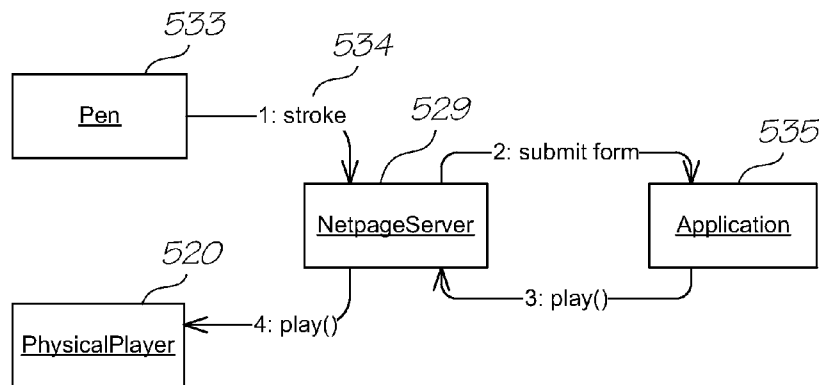 533
534
Pen
1: stroke
529
2: submit form
535
NetpageServer
Application
520
3: play()
4: play()
PhysicalPlayer